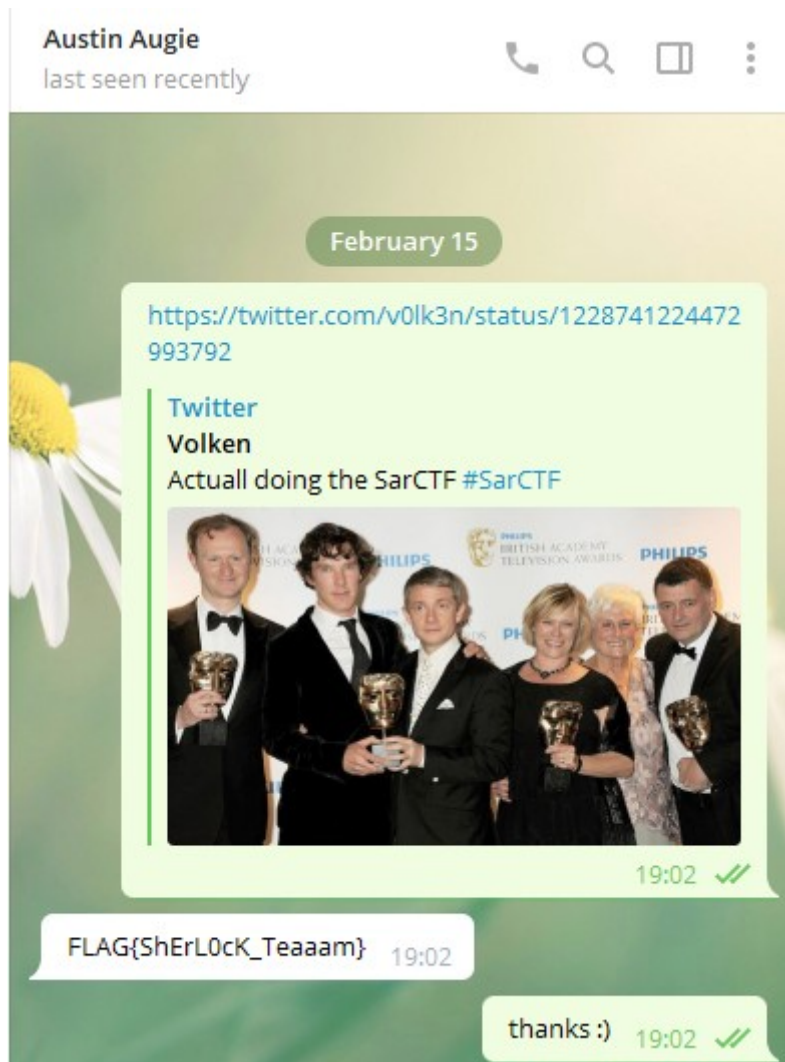 Austin Augie
last seen recently
February 15
https://twitter.com/v0lk3n/status/1228741224472
993792
Twitter
Volken
Actuall doing the SarCTF #SarCTF
PHILIPS
BRITISH ACADEMY
TELEVISION AWARDS
PHILIPS
19:02
FLAG{ShErL0cK_Teaaam} 19:02
thanks :) 19:02